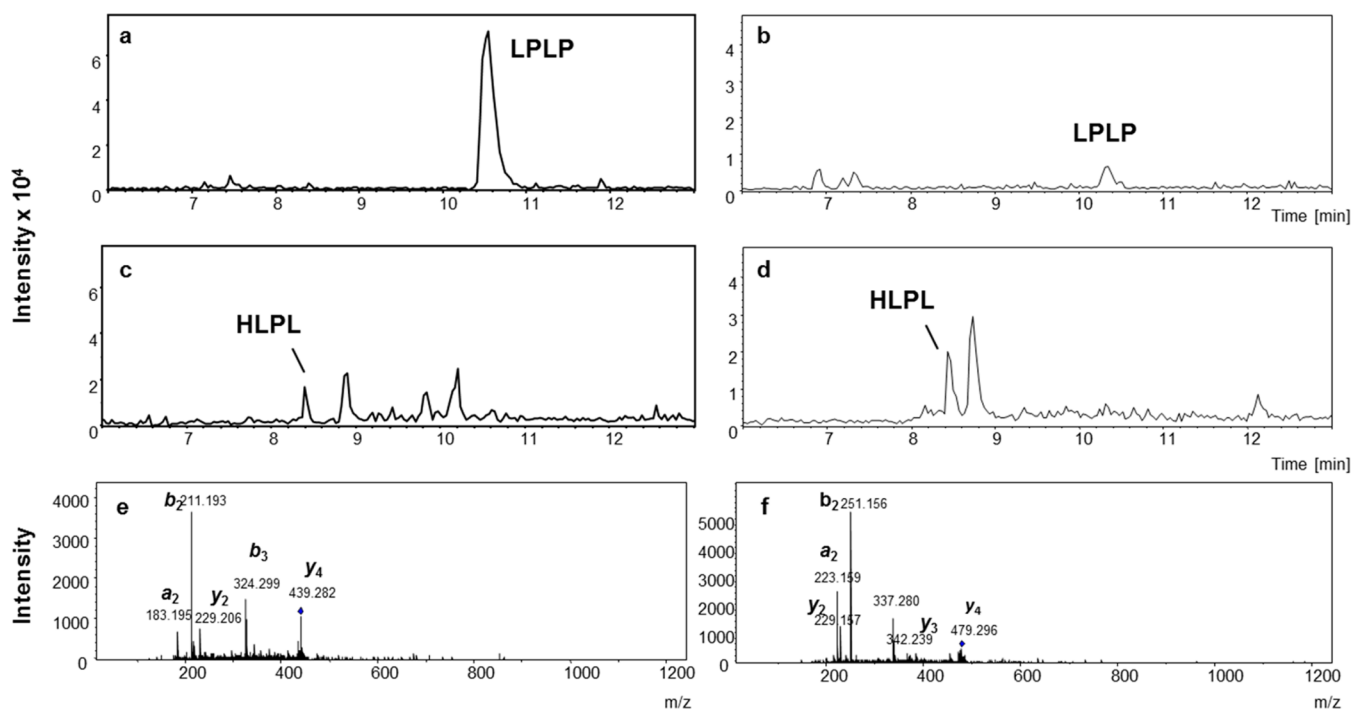 a
LPLP
6
4
2
0
7 8 9 10 11 12
b
LPLP
4
3
2
1
0
7 8 9 10 11 12
Time [min]
Intensity x 10⁴
c
HLPL
6
4
2
0
7 8 9 10 11 12
d
HLPL
4
3
2
1
0
7 8 9 10 11 12
Time [min]
Intensity
e
4000
3000
2000
1000
0
b2 211.193
b3
324.299
y4
439.282
a2
183.195
y2
229.206
200 400 600 800 1000 1200
m/z
f
5000
4000
3000
2000
1000
0
b2 251.156
a2
223.159
y2
229.157
337.280
y3
342.239
y4
479.296
200 400 600 800 1000 1200
m/z